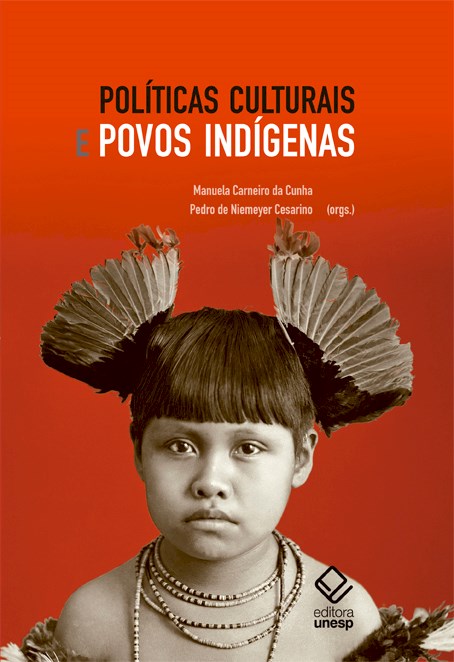 POLÍTICAS CULTURAIS
E POVOS INDÍGENAS
Manuela Carneiro da Cunha
Pedro de Niemeyer Cesarino (orgs.)
editora
unesp